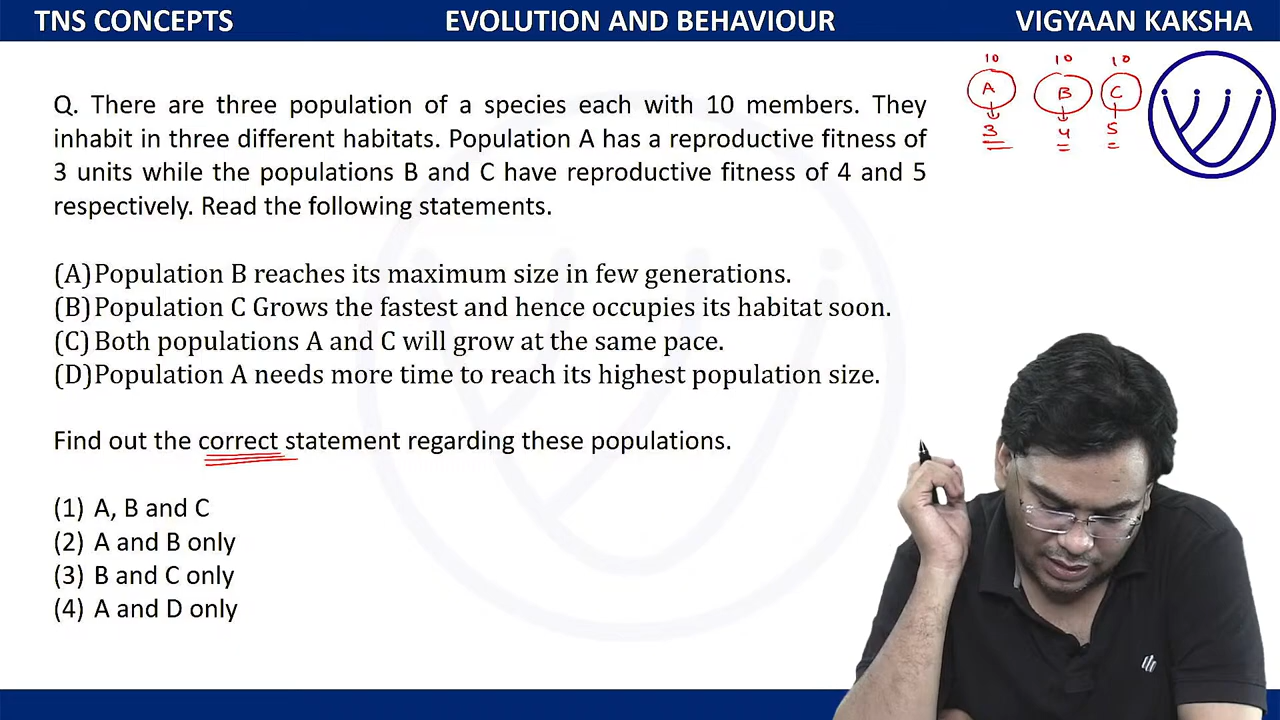 TNS CONCEPTS
EVOLUTION AND BEHAVIOUR
VIGYAAN KAKSHA
10 10 10
A B C
3 4 5
Q. There are three population of a species each with 10 members. They
inhabit in three different habitats. Population A has a reproductive fitness of
3 units while the populations B and C have reproductive fitness of 4 and 5
respectively. Read the following statements.
(A)Population B reaches its maximum size in few generations.
(B)Population C Grows the fastest and hence occupies its habitat soon.
(C)Both populations A and C will grow at the same pace.
(D)Population A needs more time to reach its highest population size.
Find out the correct statement regarding these populations.
(1) A, B and C
(2) A and B only
(3) B and C only
(4) A and D only